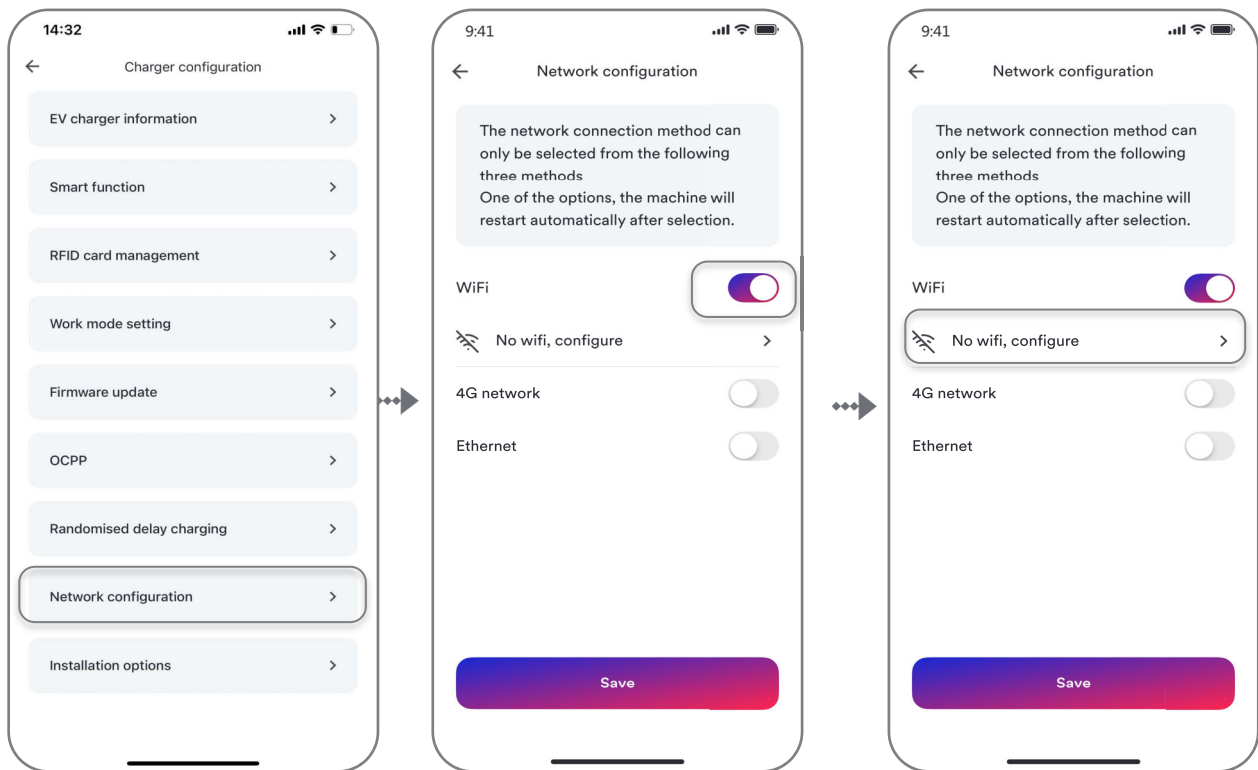 14:32
Charger configuration
EV charger information
Smart function
RFID card management
Work mode setting
Firmware update
OCPP
Randomised delay charging
Network configuration
Installation options
9:41
Network configuration
The network connection method can
only be selected from the following
three methods
One of the options, the machine will
restart automatically after selection.
WiFi
No wifi, configure
4G network
Ethernet
Save
9:41
Network configuration
The network connection method can
only be selected from the following
three methods
One of the options, the machine will
restart automatically after selection.
WiFi
No wifi, configure
4G network
Ethernet
Save